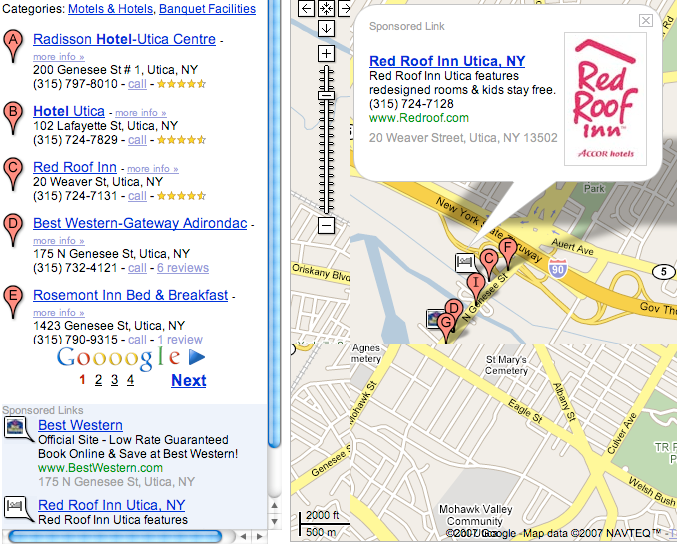 Categories: Motels & Hotels, Banquet Facilities
A
Radisson Hotel-Utica Centre -
more info »
200 Genesee St # 1, Utica, NY
(315) 797-8010 - call -
B
Hotel Utica - more info »
102 Lafayette St, Utica, NY
(315) 724-7829 - call -
C
Red Roof Inn - more info »
20 Weaver St, Utica, NY
(315) 724-7131 - call -
D
Best Western-Gateway Adirondac -
more info »
175 N Genesee St, Utica, NY
(315) 732-4121 - call - 6 reviews
E
Rosemont Inn Bed & Breakfast -
more info »
1423 Genesee St, Utica, NY
(315) 790-9315 - call - 1 review
Goooogle
1 2 3 4 Next
Sponsored Links
Best Western
Official Site - Low Rate Guaranteed
Book Online & Save at Best Western!
www.BestWestern.com
175 N Genesee St, Utica, NY
Red Roof Inn Utica, NY
Red Roof Inn Utica features
Sponsored Link
Red Roof Inn Utica, NY
Red Roof Inn Utica features
redesigned rooms & kids stay free.
(315) 724-7128
www.Redroof.com
20 Weaver Street, Utica, NY 13502
Red
Roof
inn
ACCOR hotels
Park
New York State Thruway
Auert Ave
90
5
Gov Tho
Oriskany Blvd
F
C
I
D
G
N Genesee St
Agnes
metery
St Mary's
Cemetery
Mohawk St
Eagle St
Albany St
Culver Ave
TR P
Genesee S
Welsh Bush
Mohawk Valley
Community
2000 ft
500 m
©2007 Google - Map data ©2007 NAVTEQ™ -